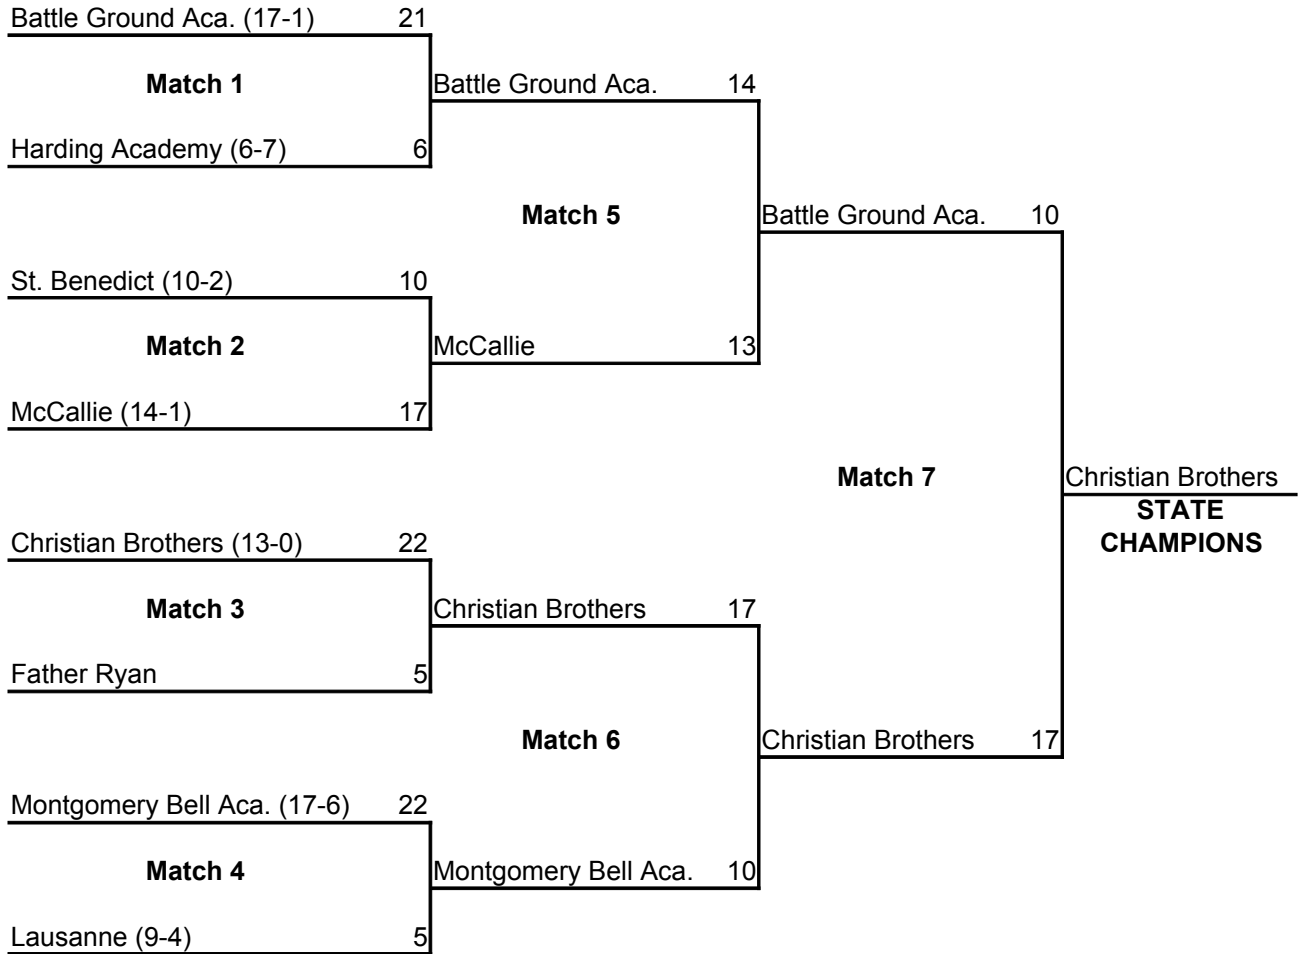 Battle Ground Aca. (17-1) 21
Match 1
Battle Ground Aca. 14
Harding Academy (6-7) 6
Match 5
Battle Ground Aca. 10
St. Benedict (10-2) 10
Match 2
McCallie 13
McCallie (14-1) 17
Match 7
Christian Brothers
STATE
CHAMPIONS
Christian Brothers (13-0) 22
Match 3
Christian Brothers 17
Father Ryan 5
Match 6
Christian Brothers 17
Montgomery Bell Aca. (17-6) 22
Match 4
Montgomery Bell Aca. 10
Lausanne (9-4) 5